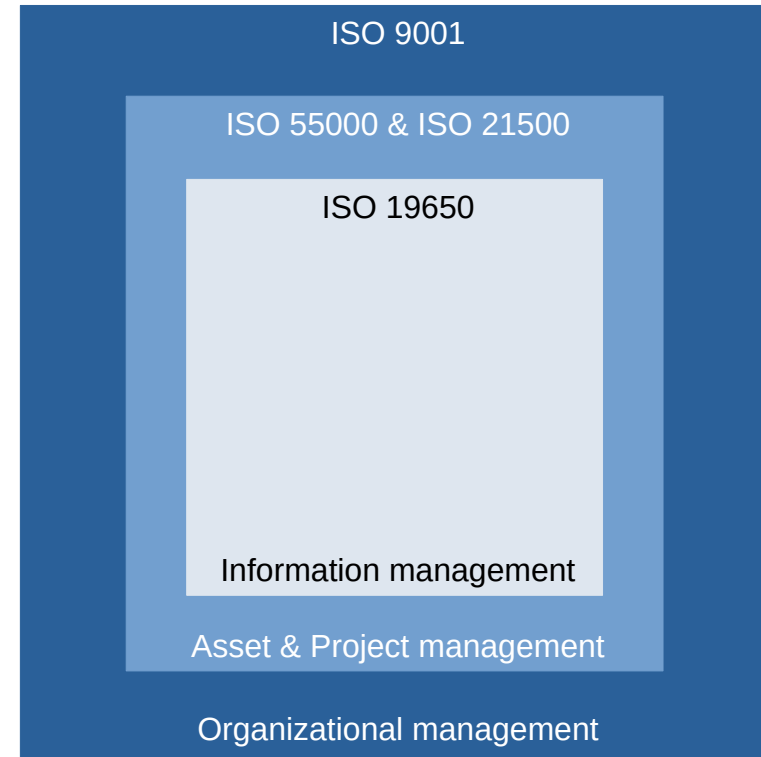 ISO 9001
ISO 55000 & ISO 21500
ISO 19650
Information management
Asset & Project management
Organizational management